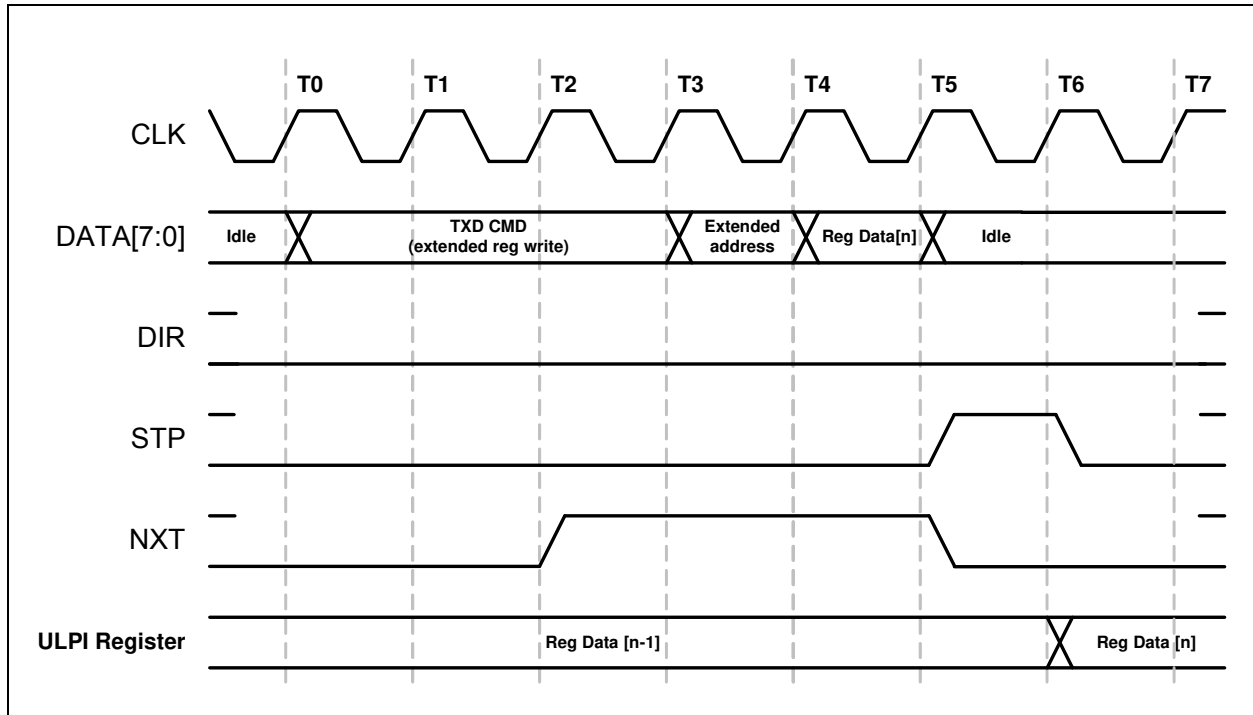 T0 T1 T2 T3 T4 T5 T6 T7
CLK
DATA[7:0] Idle TXD CMD Extended Reg Data[n] Idle
(extended reg write) address
DIR
STP
NXT
ULPI Register Reg Data [n-1] Reg Data [n]